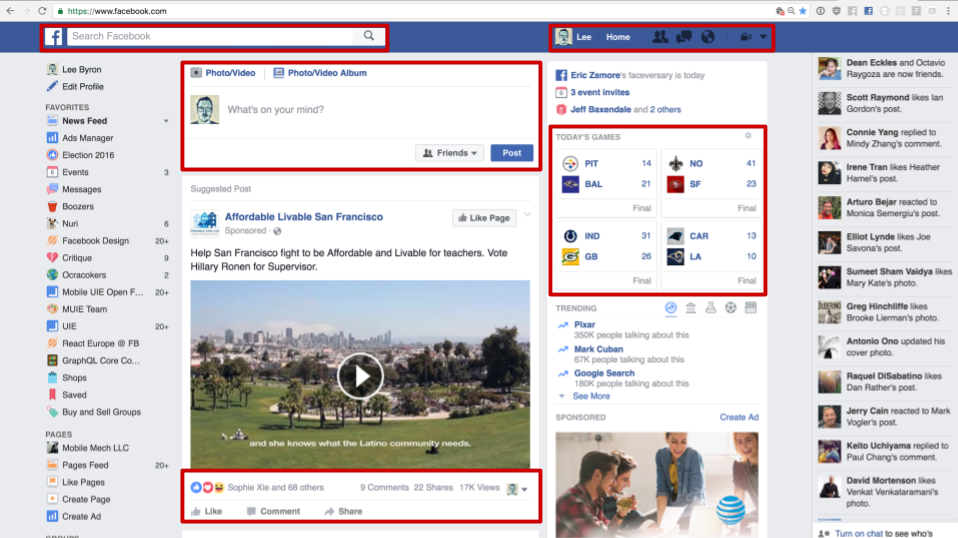 https://www.facebook.com
Search Facebook
Lee Home
Lee Byron
Edit Profile
FAVORITES
News Feed
Ads Manager
Election 2016
Events 3
Messages
Boozers
Nuri 6
Facebook Design 20+
Critique 9
Ocracokers 2
Mobile UIE Open F... 20+
MUIE Team
UIE 20+
React Europe @ FB
GraphQL Core Co...
Shops
Saved
Buy and Sell Groups
PAGES
Mobile Mech LLC
Pages Feed 20+
Like Pages
Create Page
Create Ad
GROUPS
Photo/Video
Photo/Video Album
What's on your mind?
Friends
Post
Suggested Post
Affordable Livable San Francisco
Sponsored ·
Like Page
Help San Francisco fight to be Affordable and Livable for teachers. Vote
Hillary Ronen for Supervisor.
and she knows what the Latino community needs.
Sophie Xie and 68 others
9 Comments 22 Shares 17K Views
Like Comment Share
Eric Zamore's faceversary is today
3 event invites
Jeff Baxendale and 2 others
TODAY'S GAMES
PIT 14
BAL 21
Final
NO 41
SF 23
Final
IND 31
GB 26
Final
CAR 13
LA 10
Final
TRENDING
Pixar
350K people talking about this
Mark Cuban
67K people talking about this
Google Search
180K people talking about this
See More
SPONSORED Create Ad
AT&T
Dean Eckles and Octavio
Raygoza are now friends.
Scott Raymond likes Ian
Gordon's post.
Connie Yang replied to
Mindy Zhang's comment.
Irene Tran likes Heather
Hamel's post.
Arturo Bejar reacted to
Monica Semergiu's post.
Elliot Lynde likes Joe
Savona's post.
Sumeet Sham Vaidya likes
Mary Kate's photo.
Greg Hinchliffe likes
Brooke Lierman's photo.
Antonio Ono updated his
cover photo.
Raquel DiSabatino likes
Dan Rather's post.
Jerry Cain reacted to Mark
Vogler's post.
Keito Uchiyama replied to
Paul Chang's comment.
David Mortenson likes
Venkat Venkataramani's
photo.
Turn on chat to see who's